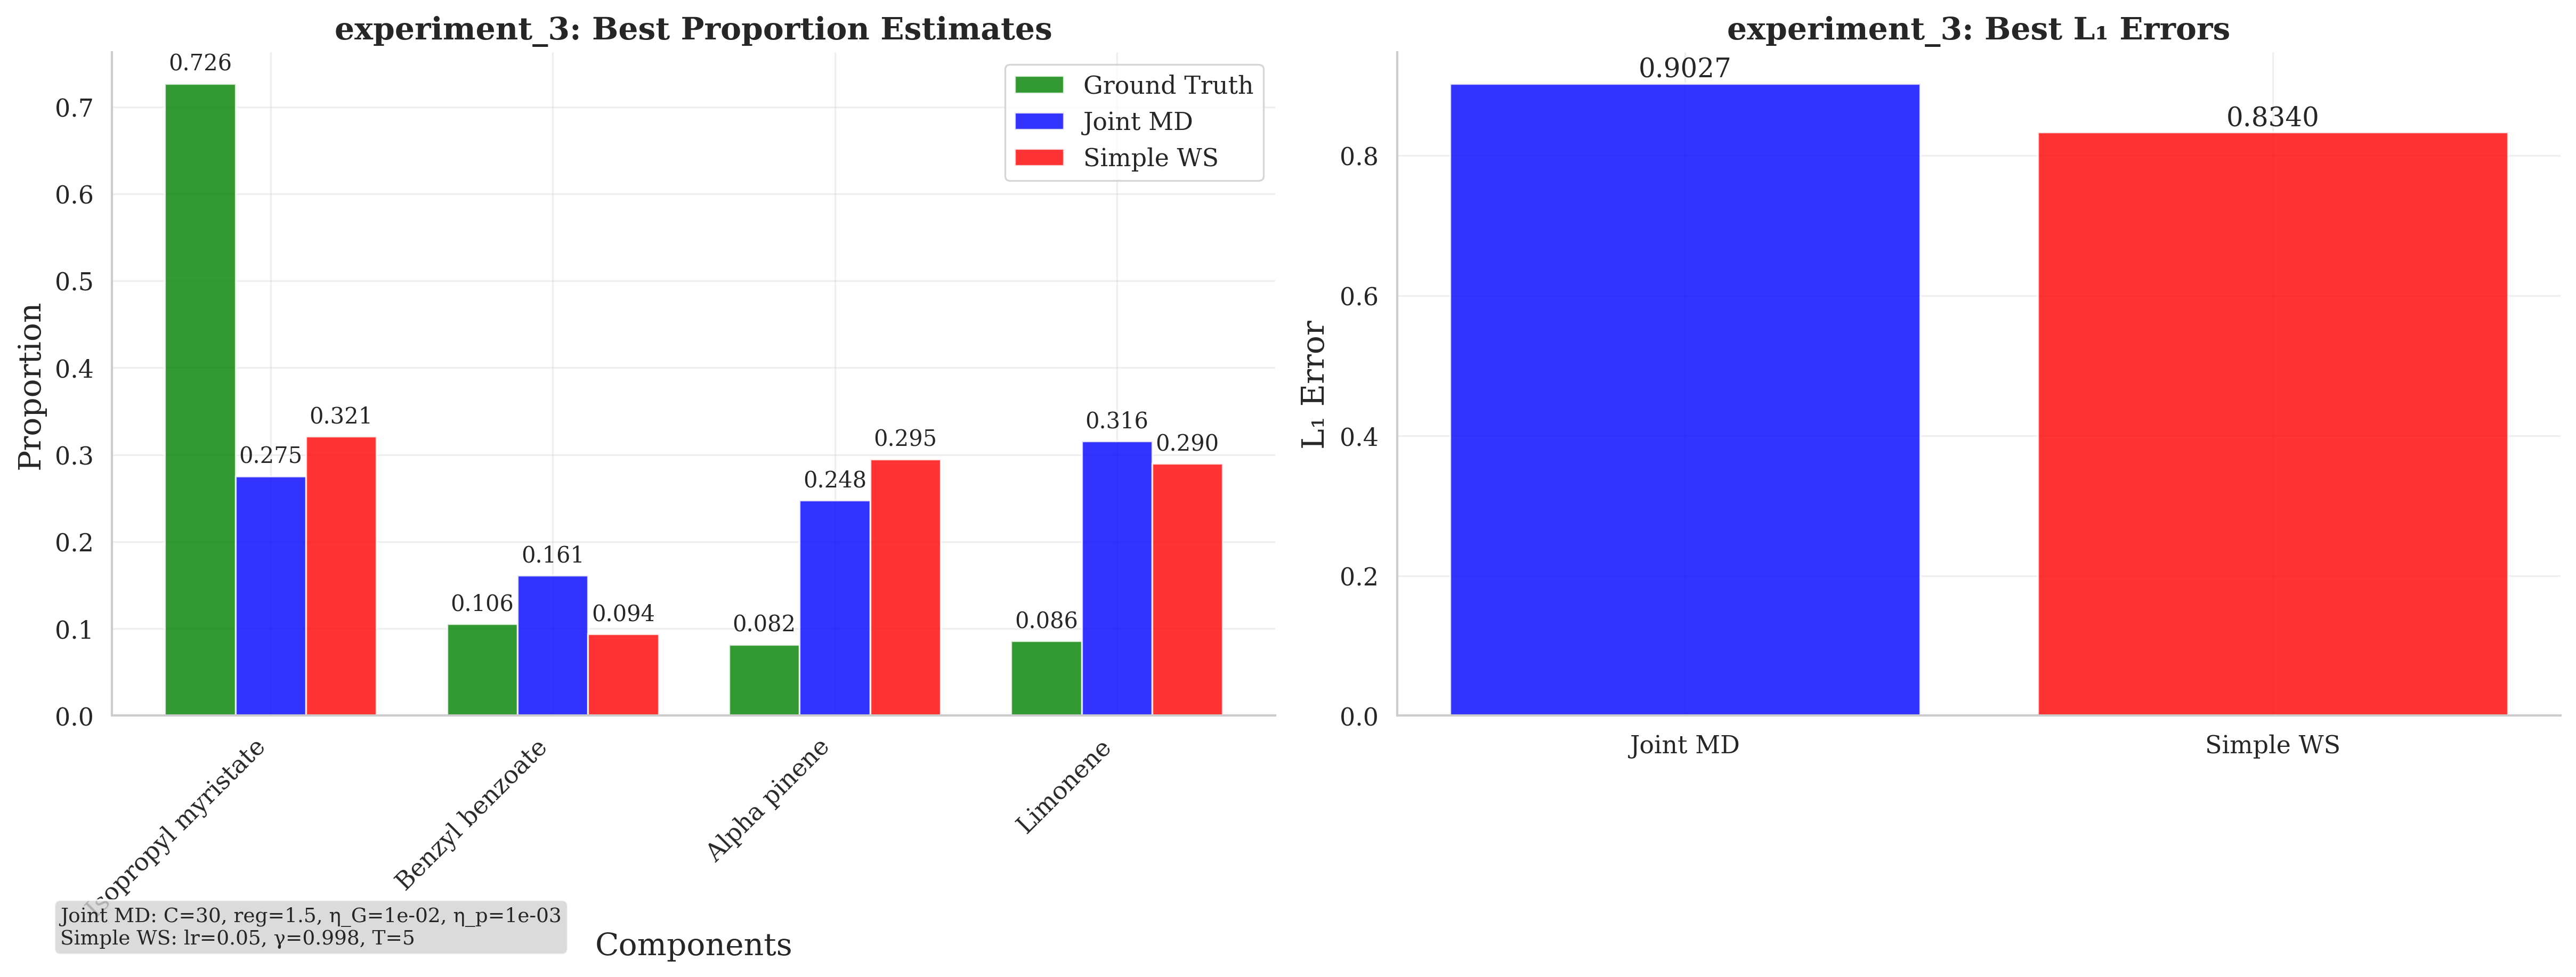 experiment_3: Best Proportion Estimates
Proportion
0.7
0.6
0.5
0.4
0.3
0.2
0.1
0.0
0.726
0.275
0.321
0.106
0.161
0.094
0.082
0.248
0.295
0.086
0.316
0.290
Ground Truth
Joint MD
Simple WS
Isopropyl myristate
Benzyl benzoate
Alpha pinene
Limonene
Components
Joint MD: C=30, reg=1.5, η_G=1e-02, η_p=1e-03
Simple WS: lr=0.05, γ=0.998, T=5
experiment_3: Best L₁ Errors
L₁ Error
0.8
0.6
0.4
0.2
0.0
0.9027
0.8340
Joint MD
Simple WS